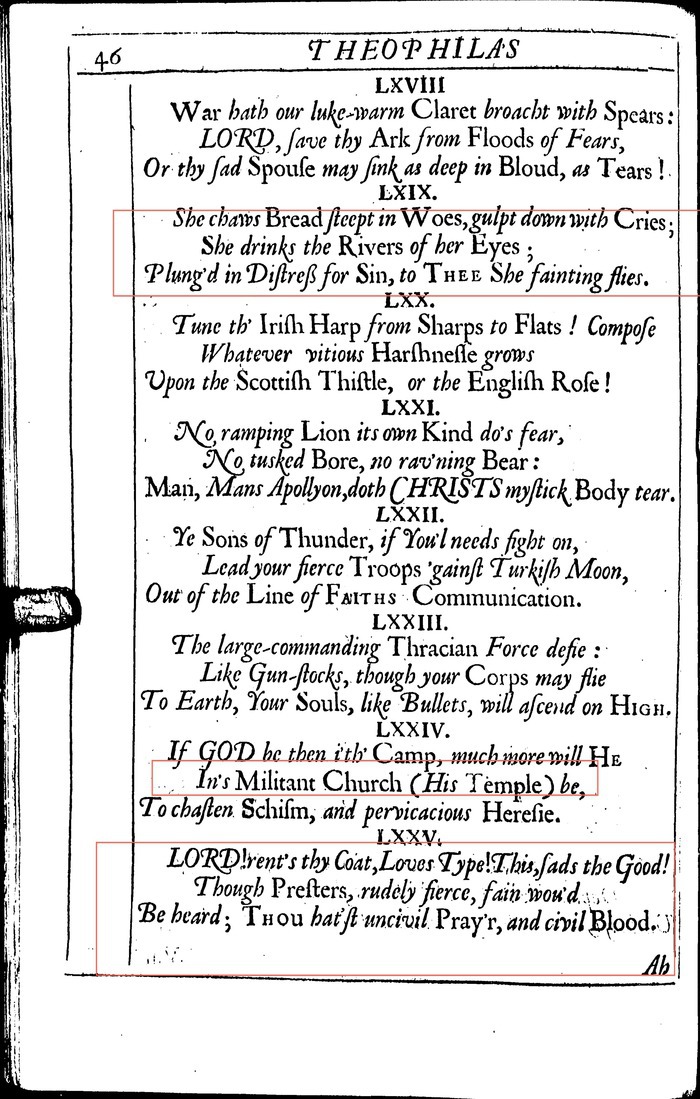 46 THEOPHILAS
LXVIII
War hath our luke-warm Claret broacht with Spears:
LORD, ſave thy Ark from Floods of Fears,
Or thy ſad Spouſe may ſink as deep in Bloud, as Tears!
LXIX.
She chaws Bread ſteept in Woes, gulpt down with Cries;
She drinks the Rivers of her Eyes;
Plung'd in Diſtreß for Sin, to THEE She fainting flies.
LXX.
Tune th' Iriſh Harp from Sharps to Flats! Compoſe
Whatever vitious Harſhneſſe grows
Upon the Scottiſh Thiſtle, or the Engliſh Roſe!
LXXI.
No, ramping Lion its own Kind do's fear,
No tusked Bore, no rav'ning Bear:
Man, Mans Apollyon, doth CHRISTS myſtick Body tear.
LXXII.
Ye Sons of Thunder, if You'l needs fight on,
Lead your fierce Troops 'gainſt Turkiſh Moon,
Out of the Line of FAITHS Communication.
LXXIII.
The large-commanding Thracian Force defie:
Like Gun-ſtocks, though your Corps may flie
To Earth, Your Souls, like Bullets, will aſcend on HIGH.
LXXIV.
If GOD be then i'th' Camp, much more will HE
In's Militant Church (His Temple) be,
To chaſten Schiſm, and pervicacious Hereſie.
LXXV.
LORD! rent's thy Coat, Loves Type! This, ſads the Good!
Though Preſters, rudely fierce, fain wou'd
Be heard; THOU hat'ſt uncivil Pray'r, and civil Blood.
Ah